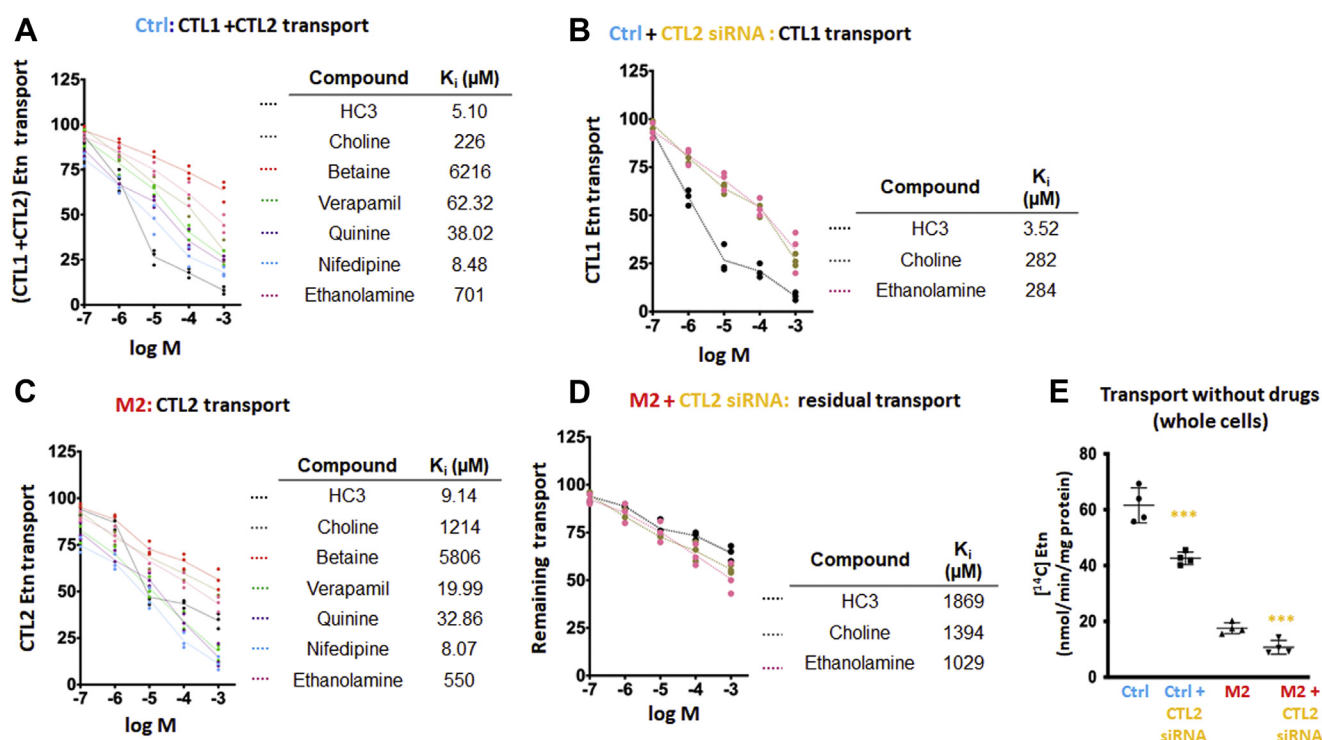 A
Ctrl: CTL1 +CTL2 transport
(CTL1 +CTL2) Etn transport
125
100
75
50
25
0
-7 -6 -5 -4 -3
log M
Compound Ki (µM)
HC3 5.10
Choline 226
Betaine 6216
Verapamil 62.32
Quinine 38.02
Nifedipine 8.48
Ethanolamine 701
B
Ctrl + CTL2 siRNA : CTL1 transport
CTL1 Etn transport
125
100
75
50
25
0
-7 -6 -5 -4 -3
log M
Compound Ki (µM)
HC3 3.52
Choline 282
Ethanolamine 284
C
M2: CTL2 transport
CTL2 Etn transport
125
100
75
50
25
0
-7 -6 -5 -4 -3
log M
Compound Ki (µM)
HC3 9.14
Choline 1214
Betaine 5806
Verapamil 19.99
Quinine 32.86
Nifedipine 8.07
Ethanolamine 550
D
M2 + CTL2 siRNA: residual transport
Remaining transport
125
100
75
50
25
0
-7 -6 -5 -4 -3
log M
Compound Ki (µM)
HC3 1869
Choline 1394
Ethanolamine 1029
E
Transport without drugs
(whole cells)
[14C] Etn
(nmol/min/mg protein)
80
60
40
20
0
***
***
Ctrl Ctrl + M2 M2 +
CTL2 CTL2
siRNA siRNA